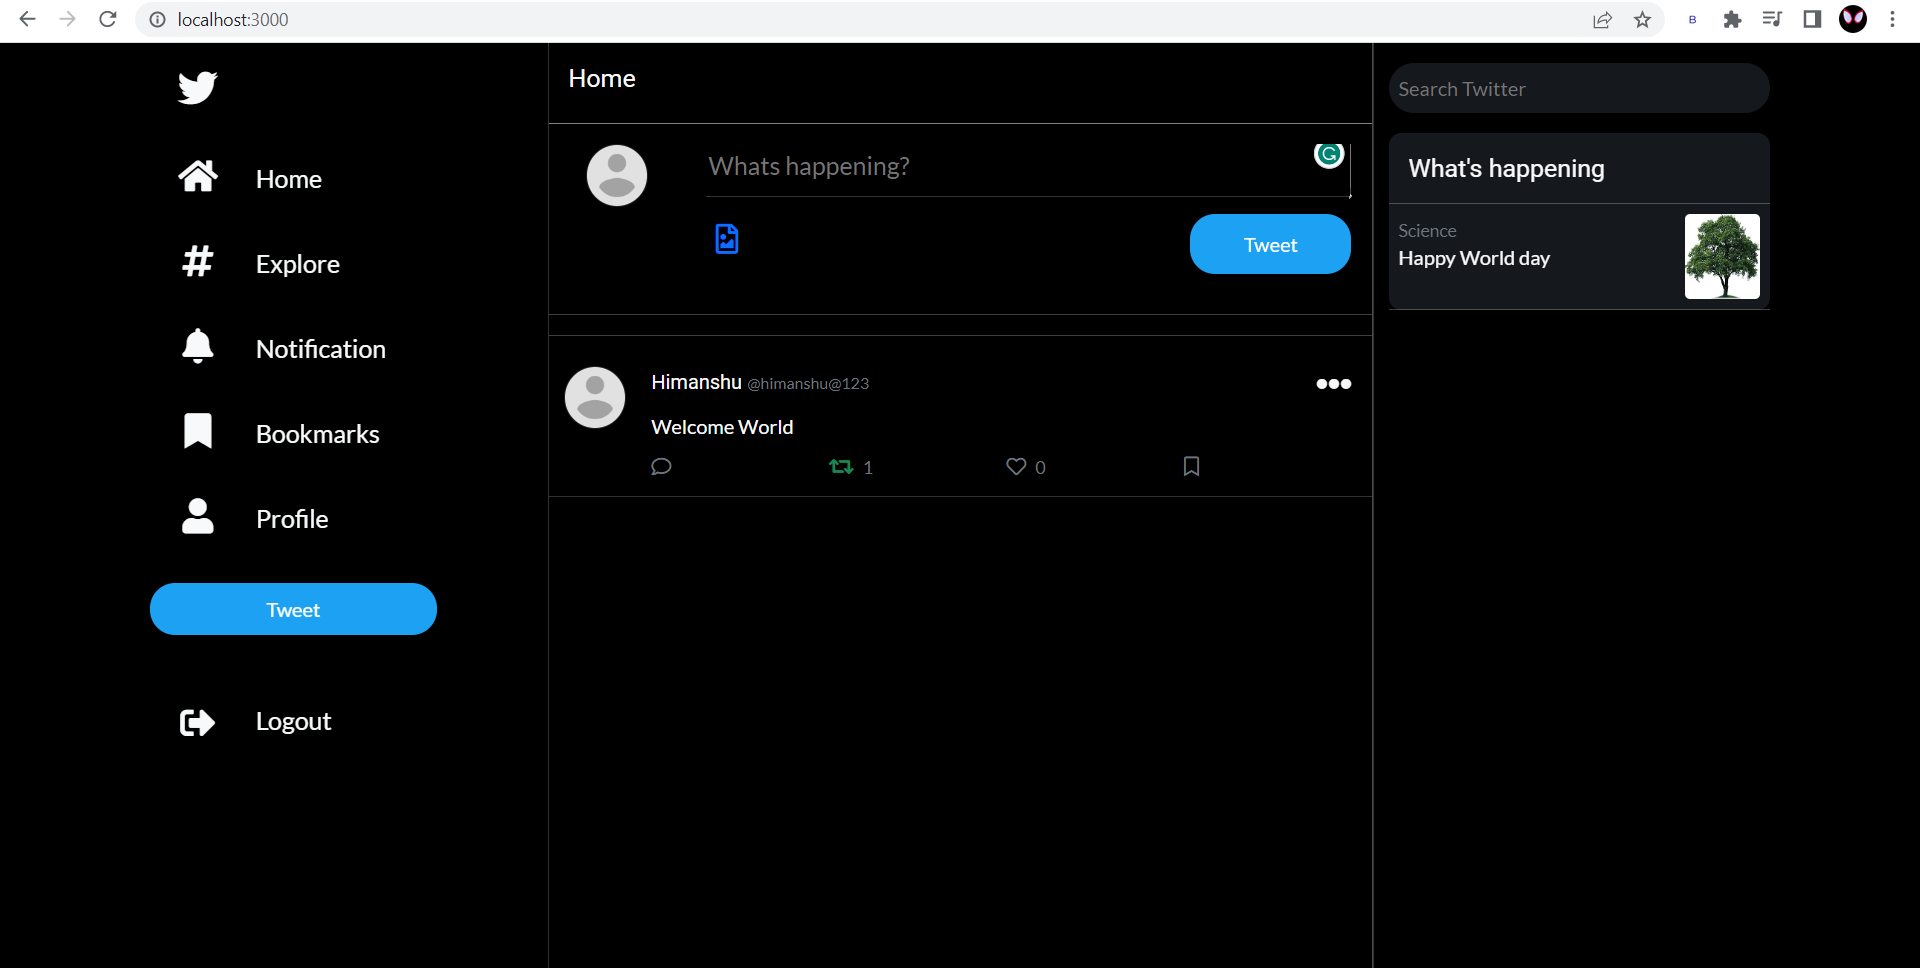 localhost:3000
B
Home
Explore
Notification
Bookmarks
Profile
Tweet
Logout
Home
Whats happening?
G
Tweet
Himanshu @himanshu@123
Welcome World
1 0
Search Twitter
What's happening
Science
Happy World day